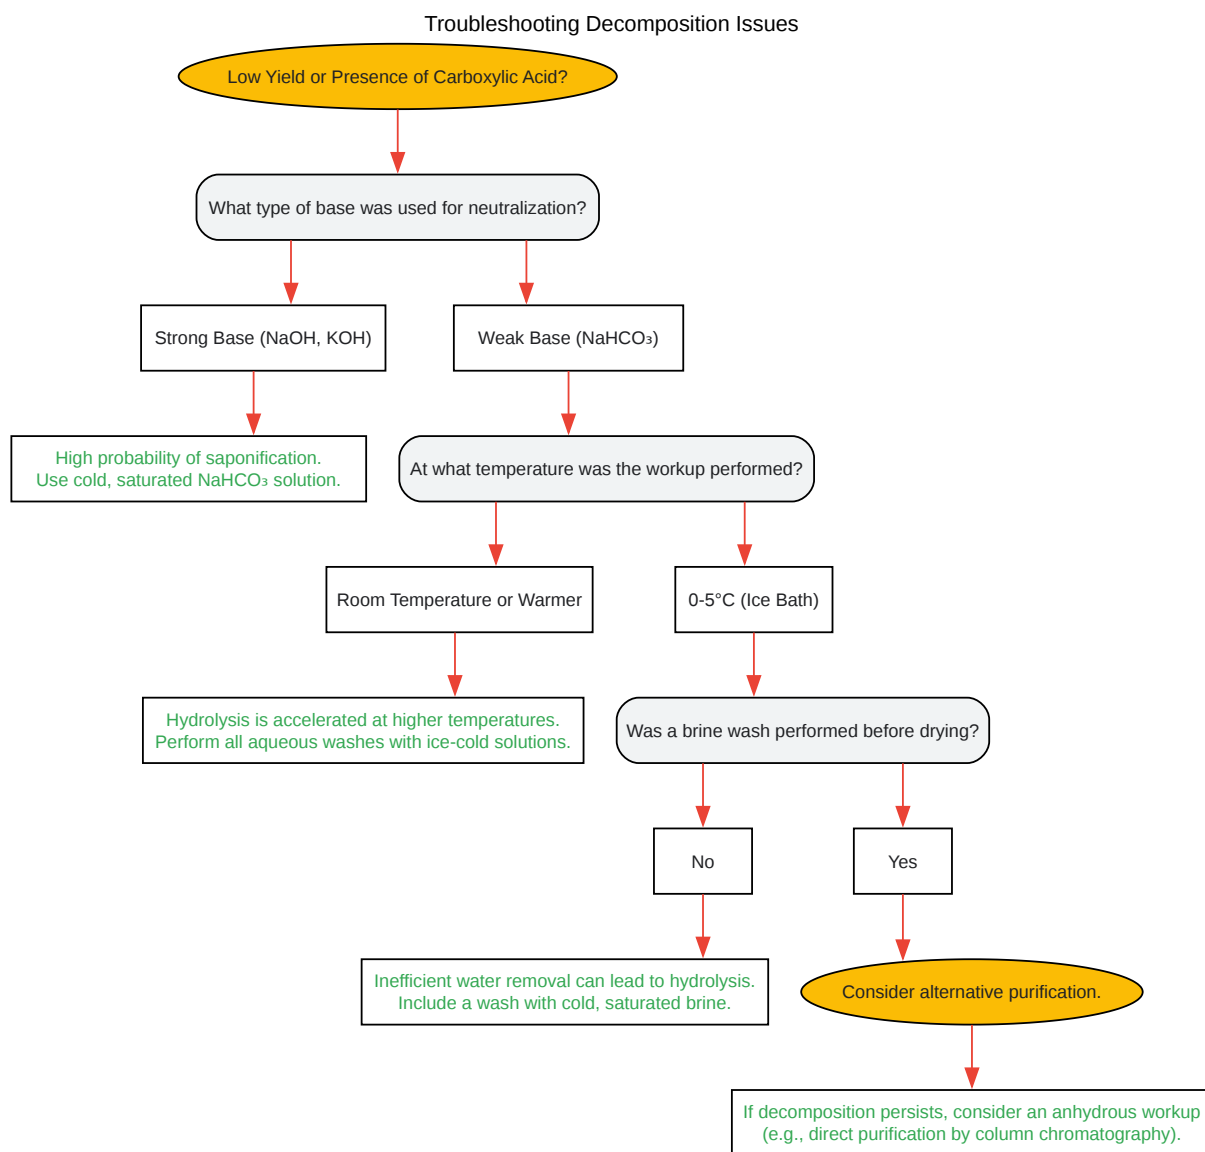 Troubleshooting Decomposition Issues
Low Yield or Presence of Carboxylic Acid?
What type of base was used for neutralization?
Strong Base (NaOH, KOH)
Weak Base (NaHCO₃)
High probability of saponification.
Use cold, saturated NaHCO₃ solution.
At what temperature was the workup performed?
Room Temperature or Warmer
0-5°C (Ice Bath)
Hydrolysis is accelerated at higher temperatures.
Perform all aqueous washes with ice-cold solutions.
Was a brine wash performed before drying?
No
Yes
Inefficient water removal can lead to hydrolysis.
Include a wash with cold, saturated brine.
Consider alternative purification.
If decomposition persists, consider an anhydrous workup
(e.g., direct purification by column chromatography).